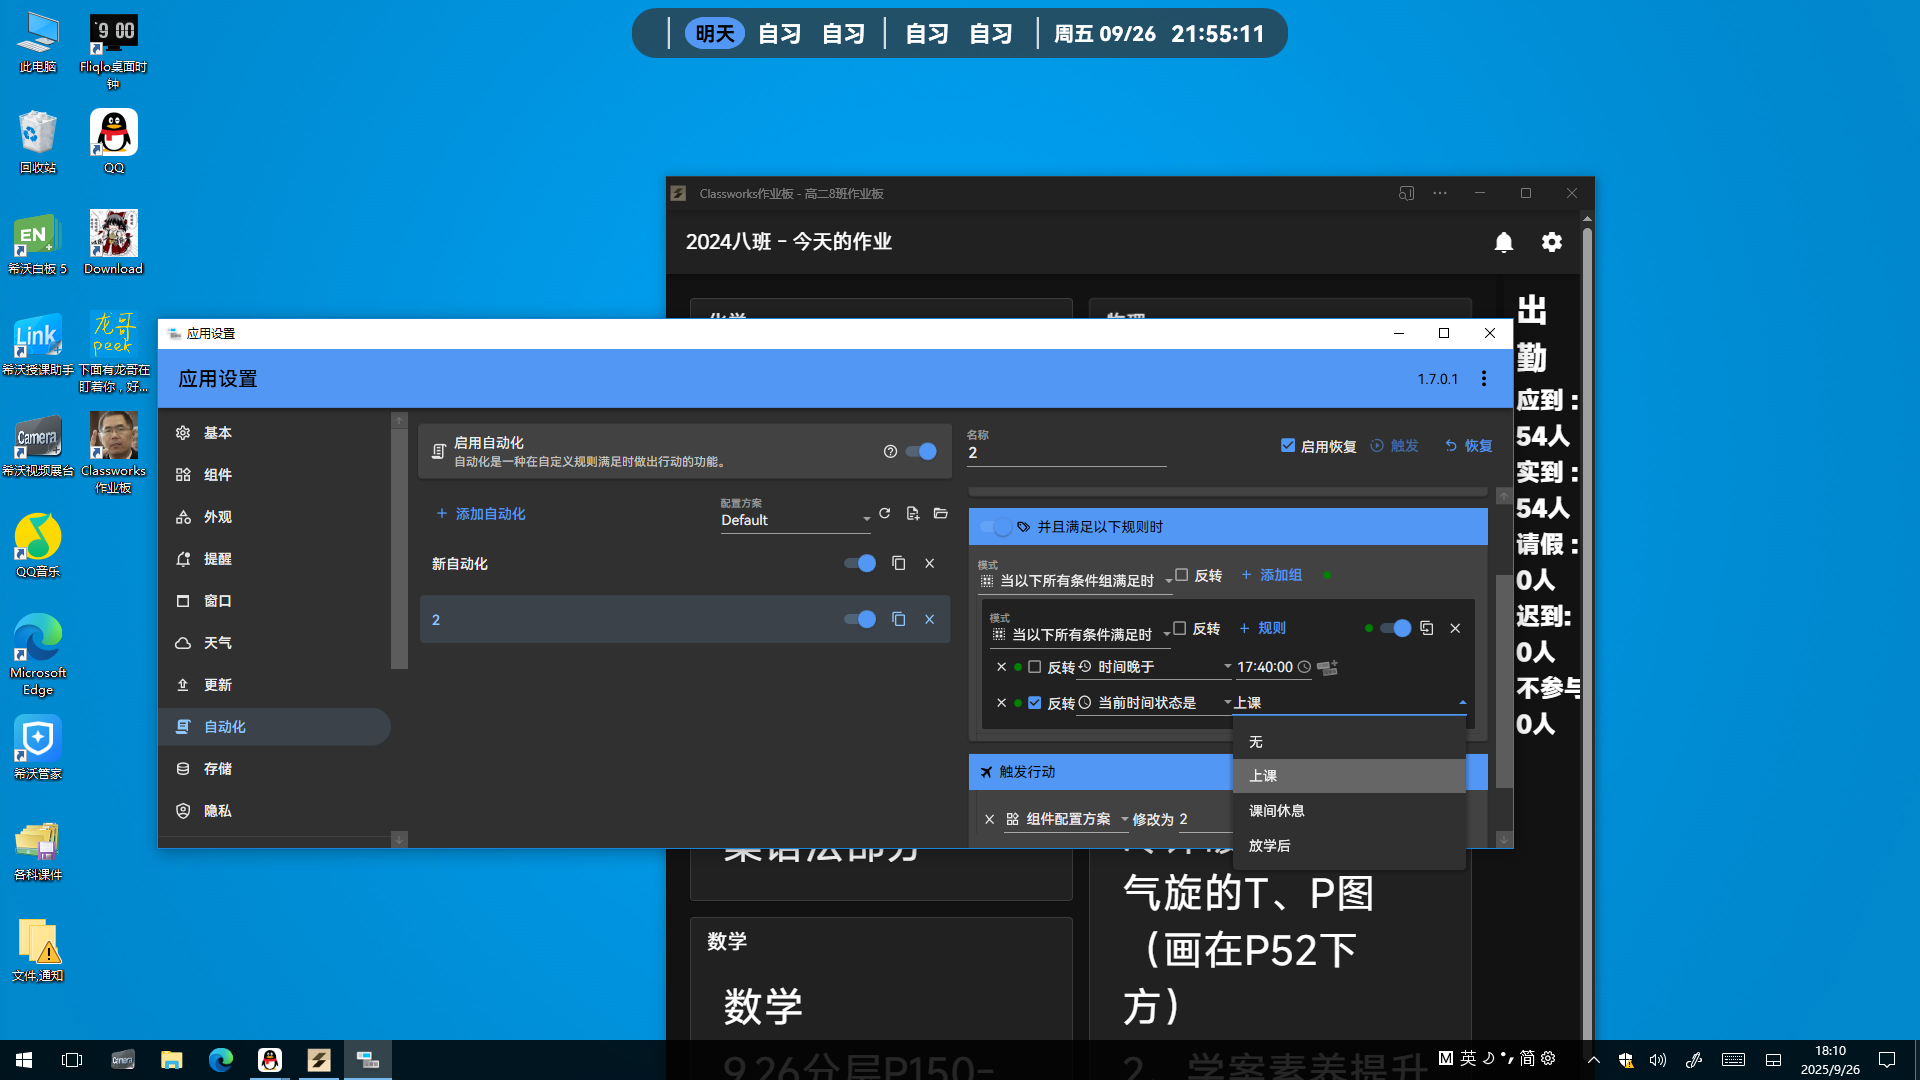 明天 自习 自习 自习 自习 周五 09/26 21:55:11
此电脑
Fliqlo桌面时钟
回收站
QQ
希沃白板 5
Download
希沃授课助手
下面有龙哥在盯着你,好...
希沃视频展台
Classworks作业板
QQ音乐
Microsoft Edge
希沃管家
各科课件
文件,通知
EN
Link
龙哥
peek
Camera
9 00
Classworks作业板 - 高二8班作业板
2024八班 - 今天的作业
出勤
应到:
54人
实到:
54人
请假:
0人
迟到:
0人
不参与
0人
应用设置
应用设置
1.7.0.1
基本
组件
外观
提醒
窗口
天气
更新
自动化
存储
隐私
启用自动化
自动化是一种在自定义规则满足时做出行动的功能。
添加自动化
配置方案
Default
新自动化
2
名称
2
启用恢复
触发
恢复
并且满足以下规则时
模式
当以下所有条件组满足时
反转
添加组
模式
当以下所有条件满足时
反转
规则
反转 时间晚于 17:40:00
反转 当前时间状态是 上课
无
上课
课间休息
放学后
触发行动
组件配置方案 修改为 2
气旋的T、P图
(画在P52下
方)
数学
数学
9.26分层P150-
2、学案素养提升
英
简
18:10
2025/9/26